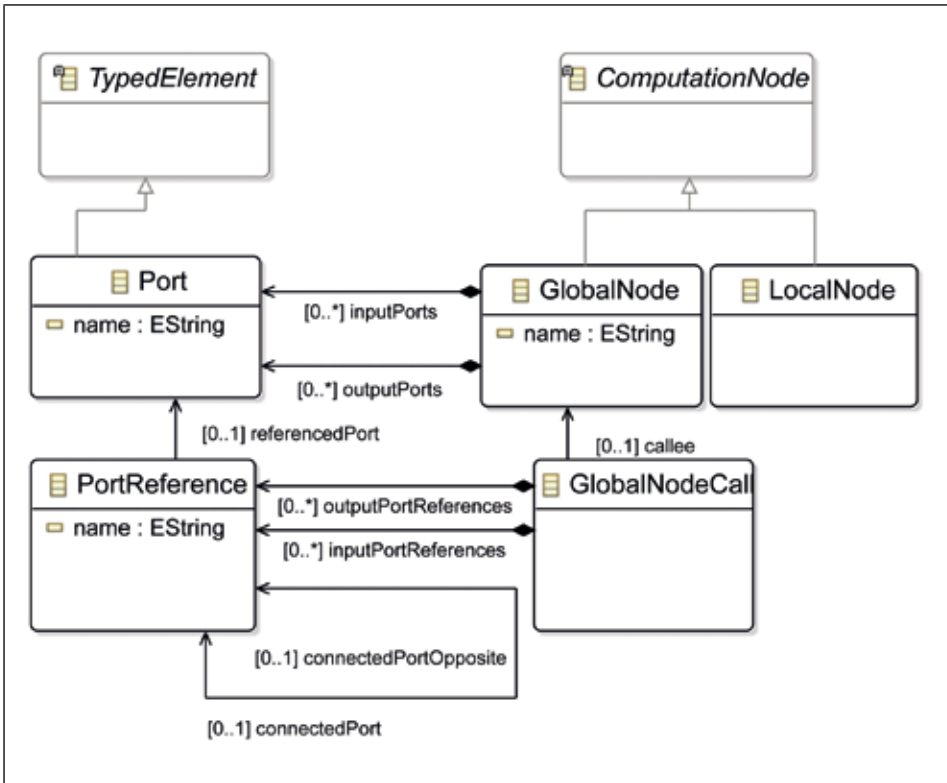 TypedElement
ComputationNode
Port
name : EString
GlobalNode
name : EString
LocalNode
[0..*] inputPorts
[0..*] outputPorts
[0..1] referencedPort
[0..1] callee
PortReference
name : EString
GlobalNodeCall
[0..*] outputPortReferences
[0..*] inputPortReferences
[0..1] connectedPortOpposite
[0..1] connectedPort